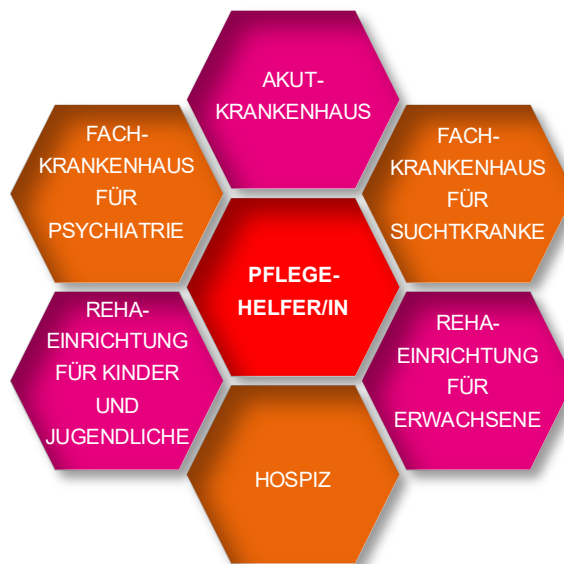 AKUT-
KRANKENHAUS
FACH-
KRANKENHAUS
FÜR
PSYCHIATRIE
FACH-
KRANKENHAUS
FÜR
SUCHTKRANKE
PFLEGE-
HELFER/IN
REHA-
EINRICHTUNG
FÜR KINDER
UND
JUGENDLICHE
REHA-
EINRICHTUNG
FÜR
ERWACHSENE
HOSPIZ